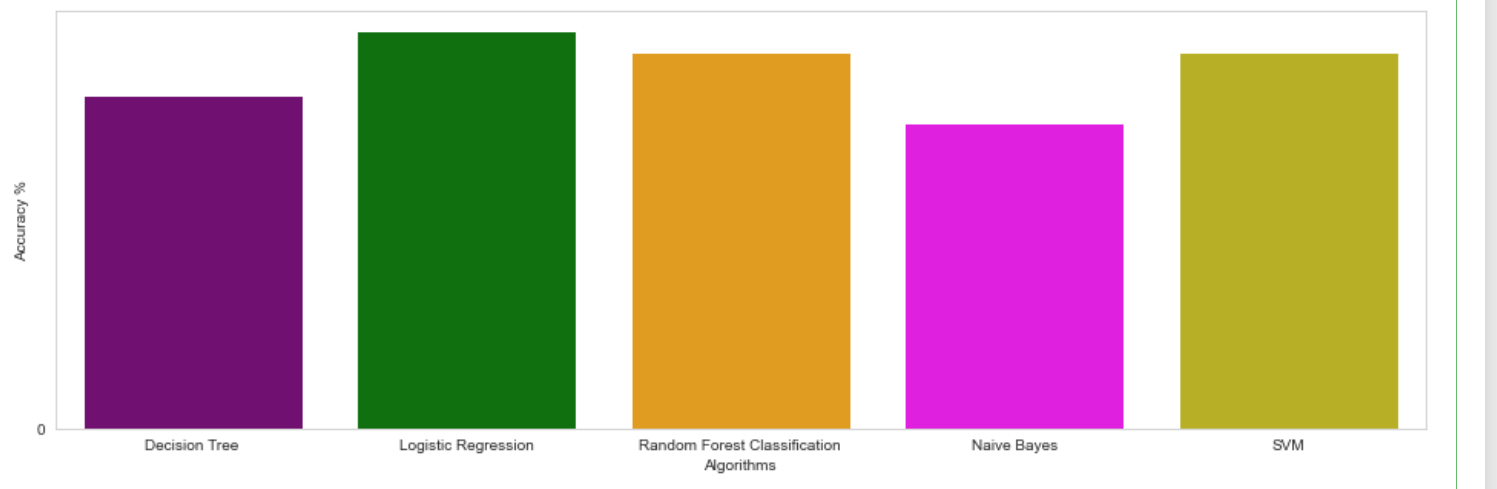 Accuracy %
0
Decision Tree
Logistic Regression
Random Forest Classification
Naive Bayes
SVM
Algorithms